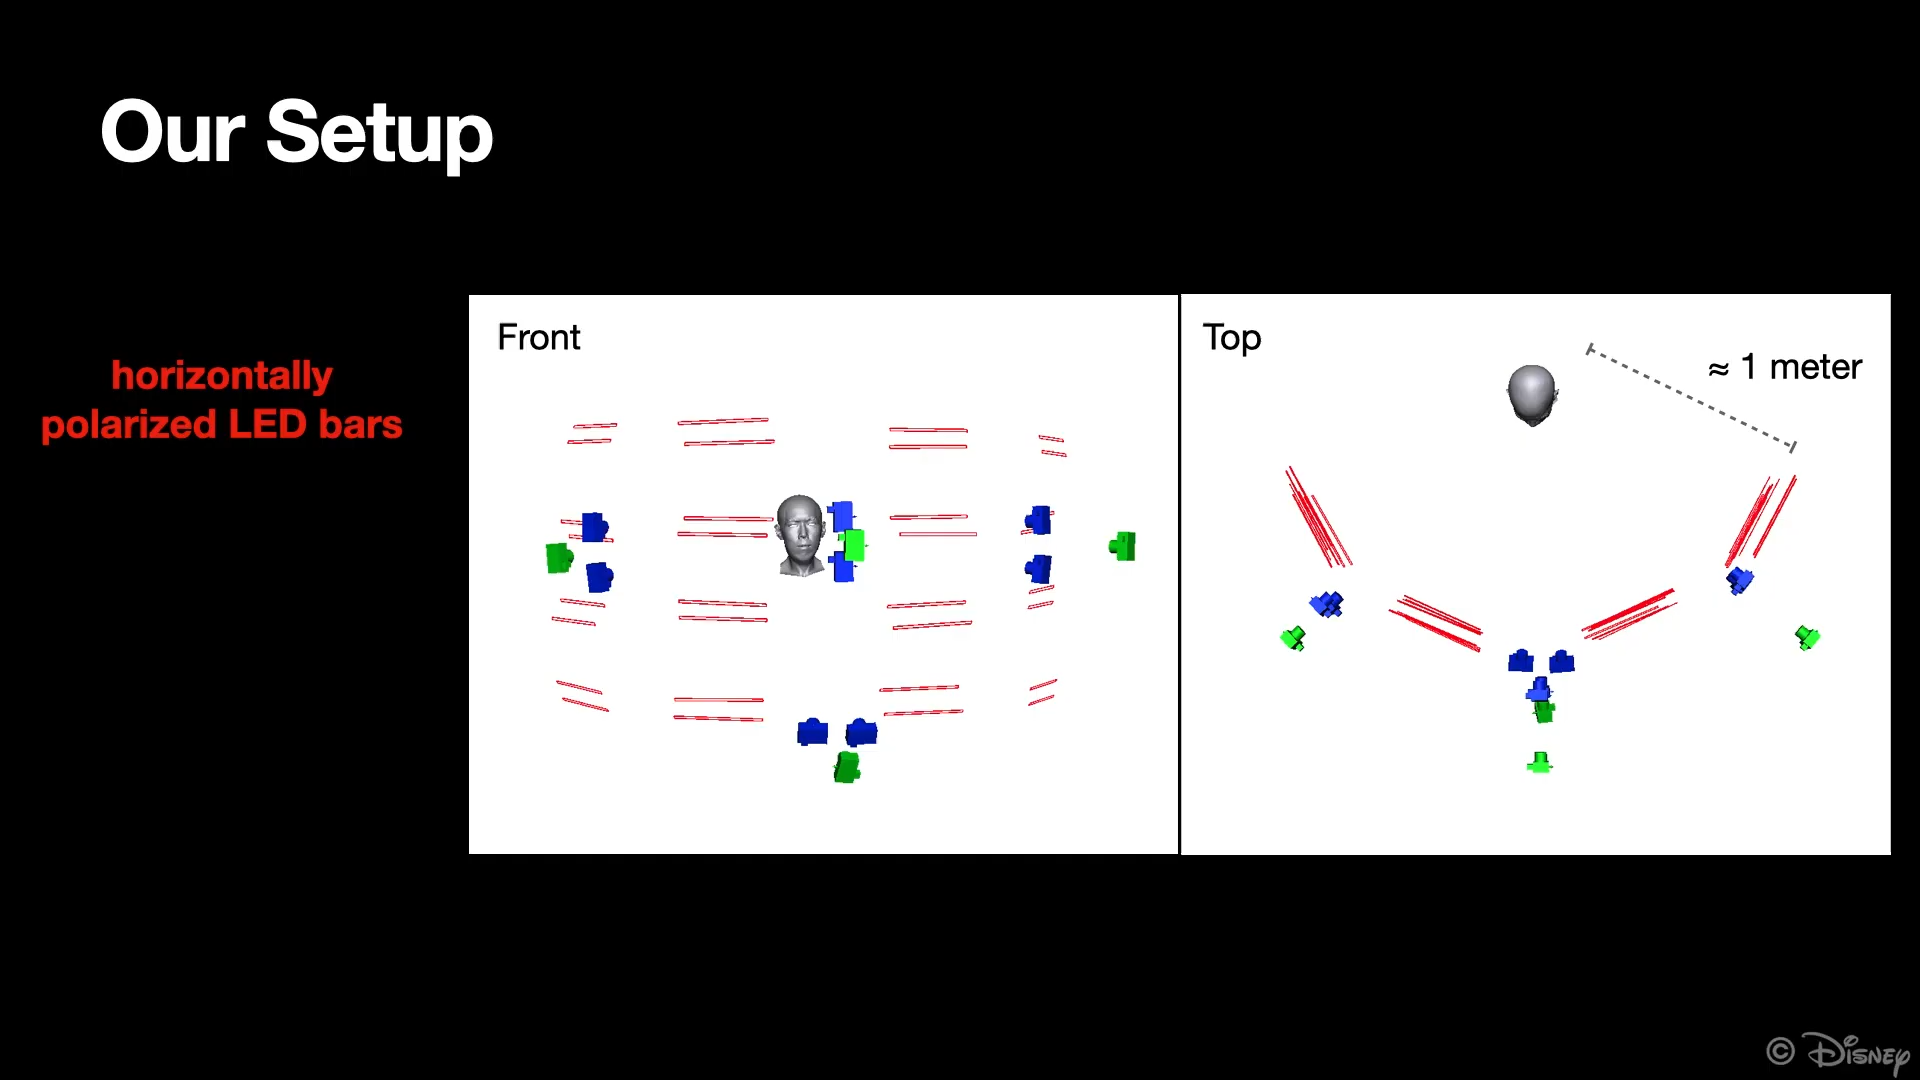 Our Setup
horizontally
polarized LED bars
Front
Top
≈ 1 meter
© Disney